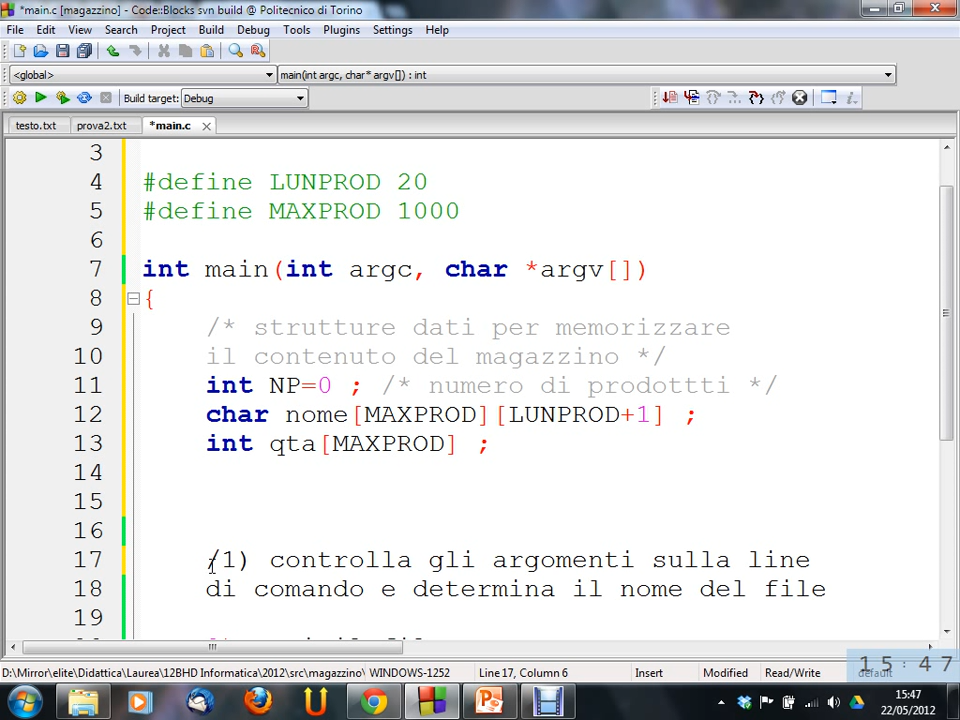 *main.c [magazzino] - Code::Blocks svn build @ Politecnico di Torino
File Edit View Search Project Build Debug Tools Plugins Settings Help
<global> main(int argc, char* argv[]) : int
Build target: Debug
testo.txt prova2.txt *main.c
3
4 #define LUNPROD 20
5 #define MAXPROD 1000
6
7 int main(int argc, char *argv[])
8 {
9 /* strutture dati per memorizzare
10 il contenuto del magazzino */
11 int NP=0 ; /* numero di prodottti */
12 char nome[MAXPROD][LUNPROD+1] ;
13 int qta[MAXPROD] ;
14
15
16
17 /1) controlla gli argomenti sulla line
18 di comando e determina il nome del file
19
D:\Mirror\elite\Didattica\Laurea\12BHD Informatica\2012\src\magazzino\ WINDOWS-1252 Line 17, Column 6 Insert Modified Read/Write default
15:47
15:47
22/05/2012